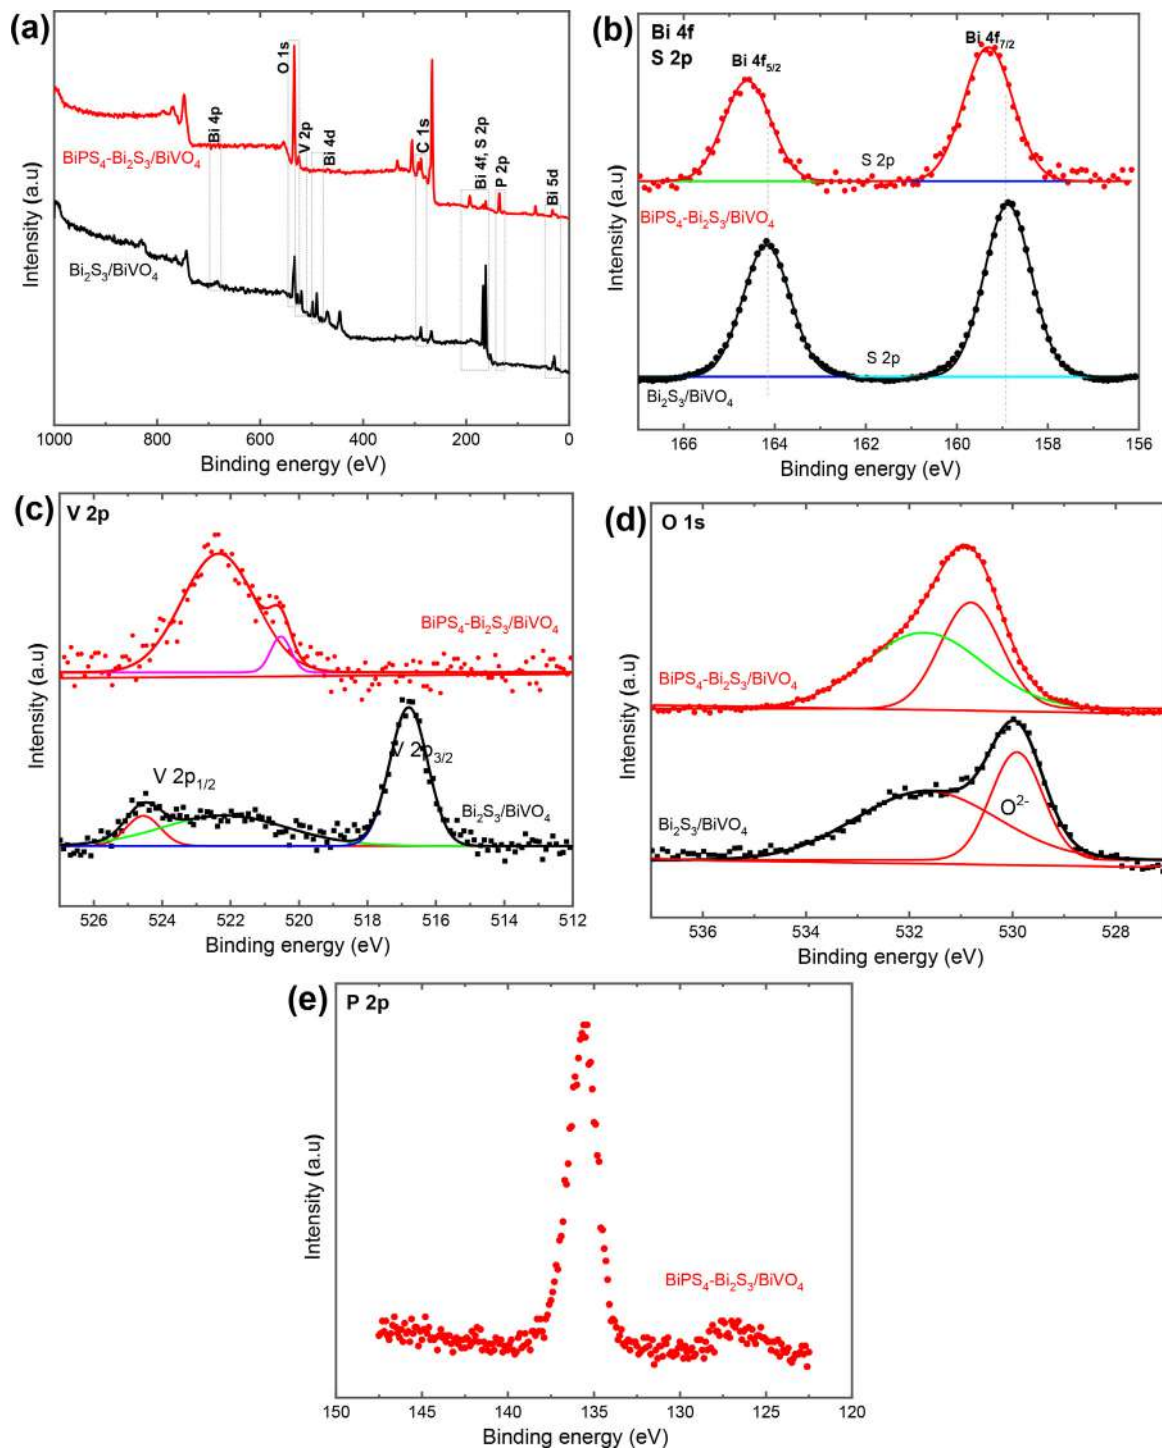 (a)
O 1s
V 2p
Bi 4d
Bi 4p
C 1s
Bi 4f, S 2p
P 2p
Bi 5d
BiPS₄-Bi₂S₃/BiVO₄
Bi₂S₃/BiVO₄
Intensity (a.u)
1000 800 600 400 200 0
Binding energy (eV)
(b)
Bi 4f
S 2p
Bi 4f₅/₂
Bi 4f₇/₂
S 2p
BiPS₄-Bi₂S₃/BiVO₄
S 2p
Bi₂S₃/BiVO₄
Intensity (a.u)
166 164 162 160 158 156
Binding energy (eV)
(c)
V 2p
BiPS₄-Bi₂S₃/BiVO₄
V 2p₃/₂
V 2p₁/₂
Bi₂S₃/BiVO₄
Intensity (a.u)
526 524 522 520 518 516 514 512
Binding energy (eV)
(d)
O 1s
BiPS₄-Bi₂S₃/BiVO₄
O²⁻
Bi₂S₃/BiVO₄
Intensity (a.u)
536 534 532 530 528
Binding energy (eV)
(e)
P 2p
BiPS₄-Bi₂S₃/BiVO₄
Intensity (a.u)
150 145 140 135 130 125 120
Binding energy (eV)